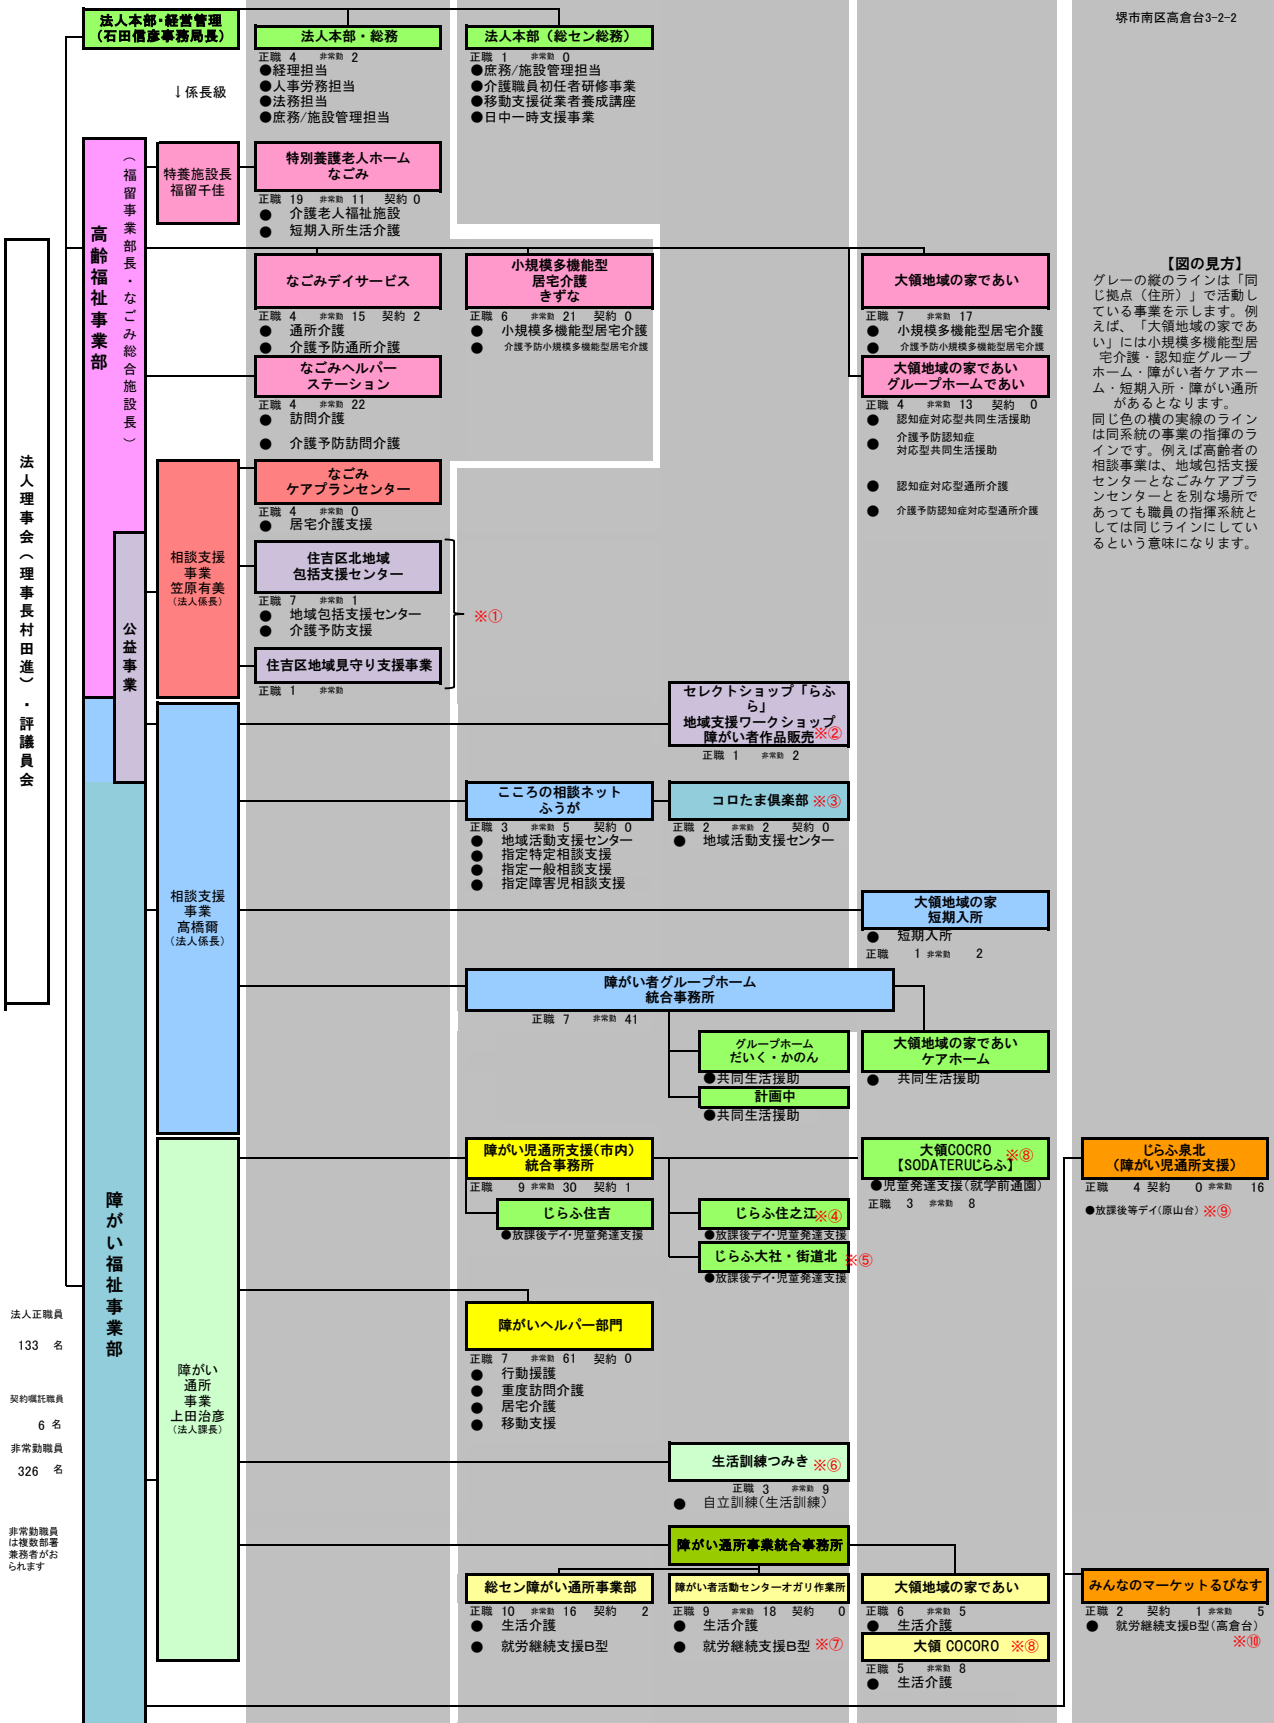 堺市南区高倉台3-2-2
法人本部・経営管理
（石田信彦事務局長）
↓係長級
法人本部・総務
正職 4 非常勤 2
●経理担当
●人事労務担当
●法務担当
●庶務/施設管理担当
法人本部（総セン総務）
正職 1 非常勤 0
●庶務/施設管理担当
●介護職員初任者研修事業
●移動支援従業者養成講座
●日中一時支援事業
法人理事会（理事長村田進）・評議員会
高齢福祉事業部
（福留事業部長・なごみ総合施設長）
特養施設長
福留千佳
特別養護老人ホーム
なごみ
正職 19 非常勤 11 契約 0
● 介護老人福祉施設
● 短期入所生活介護
なごみデイサービス
正職 4 非常勤 15 契約 2
● 通所介護
● 介護予防通所介護
小規模多機能型
居宅介護
きずな
正職 6 非常勤 21 契約 0
● 小規模多機能型居宅介護
● 介護予防小規模多機能型居宅介護
大領地域の家であい
正職 7 非常勤 17
● 小規模多機能型居宅介護
● 介護予防小規模多機能型居宅介護
なごみヘルパー
ステーション
正職 4 非常勤 22
● 訪問介護
● 介護予防訪問介護
大領地域の家であい
グループホームであい
正職 4 非常勤 13 契約 0
● 認知症対応型共同生活援助
● 介護予防認知症
対応型共同生活援助
● 認知症対応型通所介護
● 介護予防認知症対応型通所介護
【図の見方】
グレーの縦のラインは「同
じ拠点（住所）」で活動し
ている事業を示します。例
えば、「大領地域の家であ
い」には小規模多機能型居
宅介護・認知症グループ
ホーム・障がい者ケアホー
ム・短期入所・障がい通所
があるとなります。
同じ色の横の実線のライン
は同系統の事業の指揮のラ
インです。例えば高齢者の
相談事業は、地域包括支援
センターとなごみケアプラ
ンセンターとを別な場所で
あっても職員の指揮系統と
しては同じラインにしてい
るという意味になります。
公益事業
相談支援
事業
笠原有美
（法人係長）
なごみ
ケアプランセンター
正職 4 非常勤 0
● 居宅介護支援
住吉区北地域
包括支援センター
正職 7 非常勤 1
● 地域包括支援センター
● 介護予防支援
※①
住吉区地域見守り支援事業
正職 1 非常勤
セレクトショップ「らふ
ら」
地域支援ワークショップ
障がい者作品販売※②
正職 1 非常勤 2
障がい福祉事業部
相談支援
事業
髙橋爾
（法人係長）
こころの相談ネット
ふうが
正職 3 非常勤 5 契約 0
● 地域活動支援センター
● 指定特定相談支援
● 指定一般相談支援
● 指定障害児相談支援
コロたま倶楽部 ※③
正職 2 非常勤 2 契約 0
● 地域活動支援センター
大領地域の家
短期入所
● 短期入所
正職 1 非常勤 2
障がい者グループホーム
統合事務所
正職 7 非常勤 41
グループホーム
だいく・かのん
●共同生活援助
計画中
●共同生活援助
大領地域の家であい
ケアホーム
● 共同生活援助
障がい
通所
事業
上田治彦
（法人課長）
障がい児通所支援(市内)
統合事務所
正職 9 非常勤 30 契約 1
じらふ住吉
●放課後デイ・児童発達支援
じらふ住之江※④
●放課後デイ・児童発達支援
じらふ大社・街道北 ※⑤
●放課後デイ・児童発達支援
大領COCRO ※⑧
【SODATERUじらふ】
●児童発達支援(就学前通園)
正職 3 非常勤 8
じらふ泉北
（障がい児通所支援）
正職 4 契約 0 非常勤 16
●放課後等デイ(原山台) ※⑨
障がいヘルパー部門
正職 7 非常勤 61 契約 0
● 行動援護
● 重度訪問介護
● 居宅介護
● 移動支援
生活訓練つみき ※⑥
正職 3 非常勤 9
● 自立訓練(生活訓練)
障がい通所事業統合事務所
総セン障がい通所事業部
正職 10 非常勤 16 契約 2
● 生活介護
● 就労継続支援B型
障がい者活動センターオガリ作業所
正職 9 非常勤 18 契約 0
● 生活介護
● 就労継続支援B型 ※⑦
大領地域の家であい
正職 6 非常勤 5
● 生活介護
大領 COCORO ※⑧
正職 5 非常勤 8
● 生活介護
みんなのマーケットるぴなす
正職 2 契約 1 非常勤 5
● 就労継続支援B型(高倉台)
※⑩
法人正職員
133 名
契約嘱託職員
6 名
非常勤職員
326 名
非常勤職員
は複数部署
兼務者がお
られます